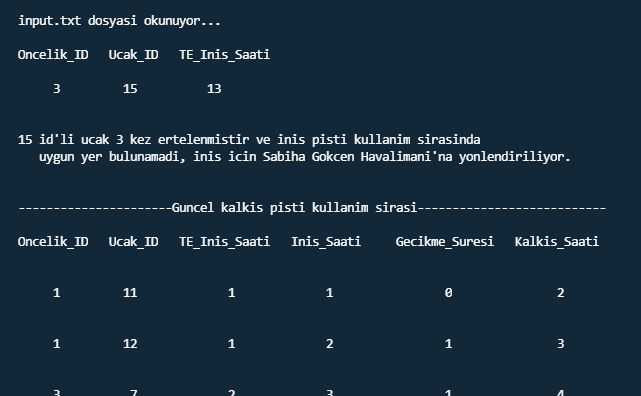 input.txt dosyasi okunuyor...
Oncelik_ID Ucak_ID TE_Inis_Saati
3 15 13
15 id'li ucak 3 kez ertelenmistir ve inis pisti kullanim sirasinda
uygun yer bulunamadi, inis icin Sabiha Gokcen Havalimani'na yonlendiriliyor.
----------------------Guncel kalkis pisti kullanim sirasi---------------------------
Oncelik_ID Ucak_ID TE_Inis_Saati Inis_Saati Gecikme_Suresi Kalkis_Saati
1 11 1 1 0 2
1 12 1 2 1 3
3 7 2 3 1 4